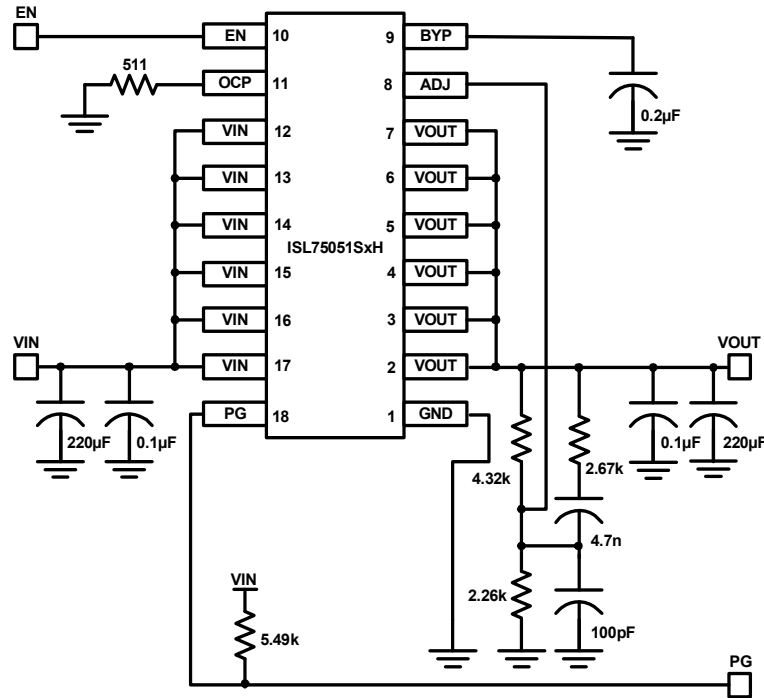 EN
EN 10 9 BYP
511
OCP 11 8 ADJ
0.2µF
VIN 12 7 VOUT
VIN 13 6 VOUT
VIN 14 5 VOUT
ISL75051SxH
VIN 15 4 VOUT
VIN 16 3 VOUT
VIN VOUT
VIN 17 2 VOUT
PG 18 1 GND
220µF 0.1µF 0.1µF 220µF
4.32k 2.67k
4.7n
VIN
2.26k
5.49k
100pF
PG